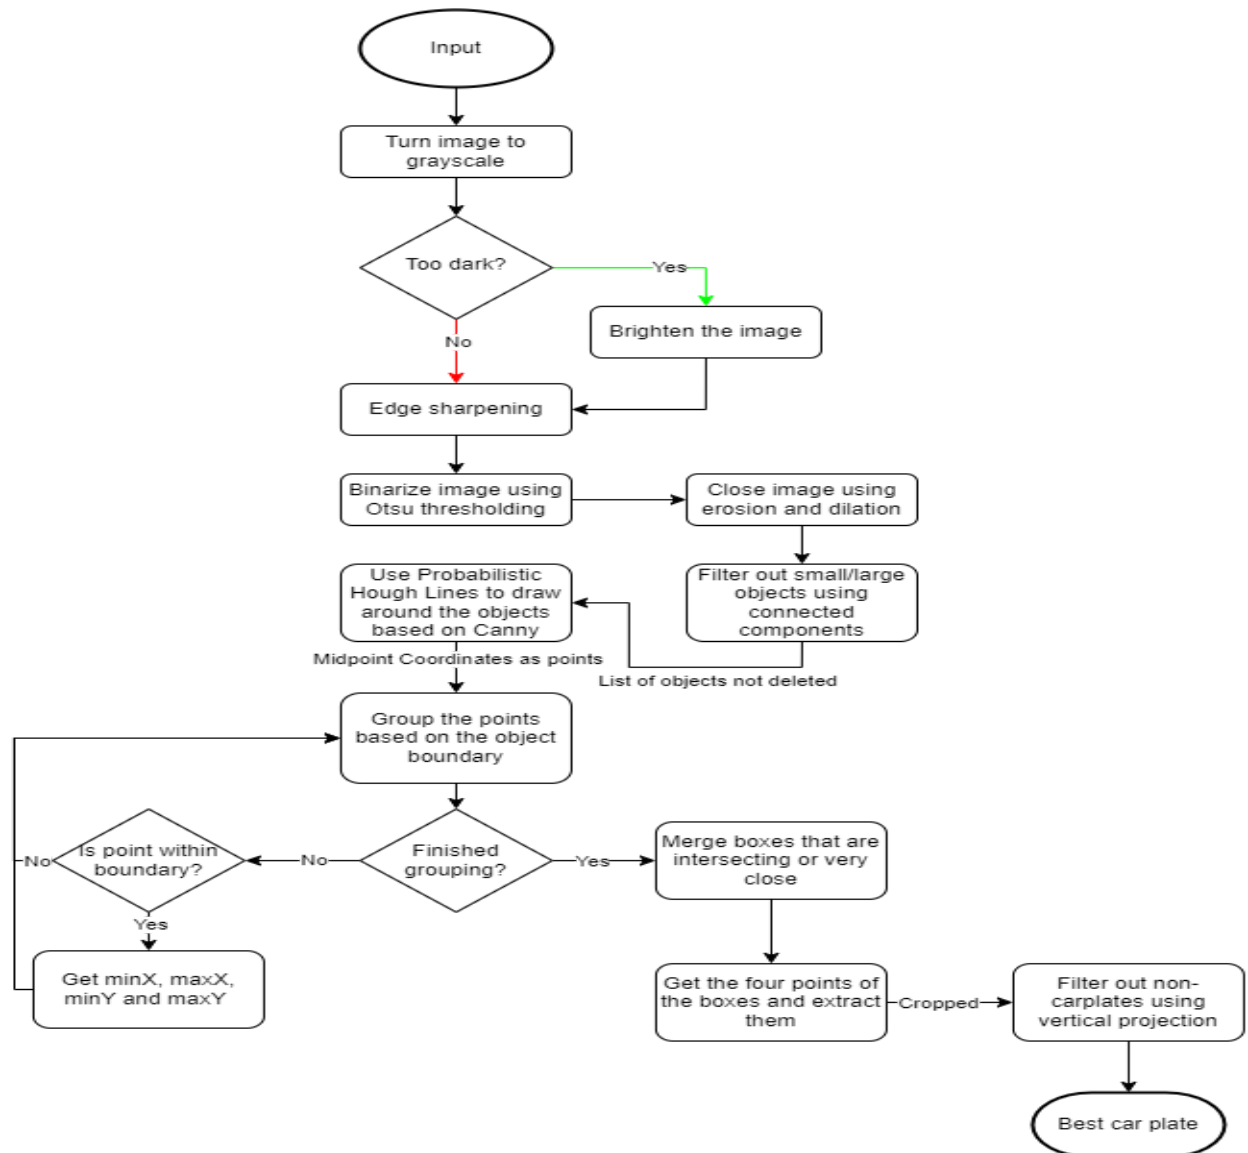 Input
Turn image to
grayscale
Too dark?
Yes
Brighten the image
No
Edge sharpening
Binarize image using
Otsu thresholding
Close image using
erosion and dilation
Filter out small/large
objects using
connected
components
List of objects not deleted
Use Probabilistic
Hough Lines to draw
around the objects
based on Canny
Midpoint Coordinates as points
Group the points
based on the object
boundary
Finished
grouping?
No
Is point within
boundary?
No
Yes
Get minX, maxX,
minY and maxY
Yes
Merge boxes that are
intersecting or very
close
Get the four points of
the boxes and extract
them
Cropped
Filter out non-
carplates using
vertical projection
Best car plate